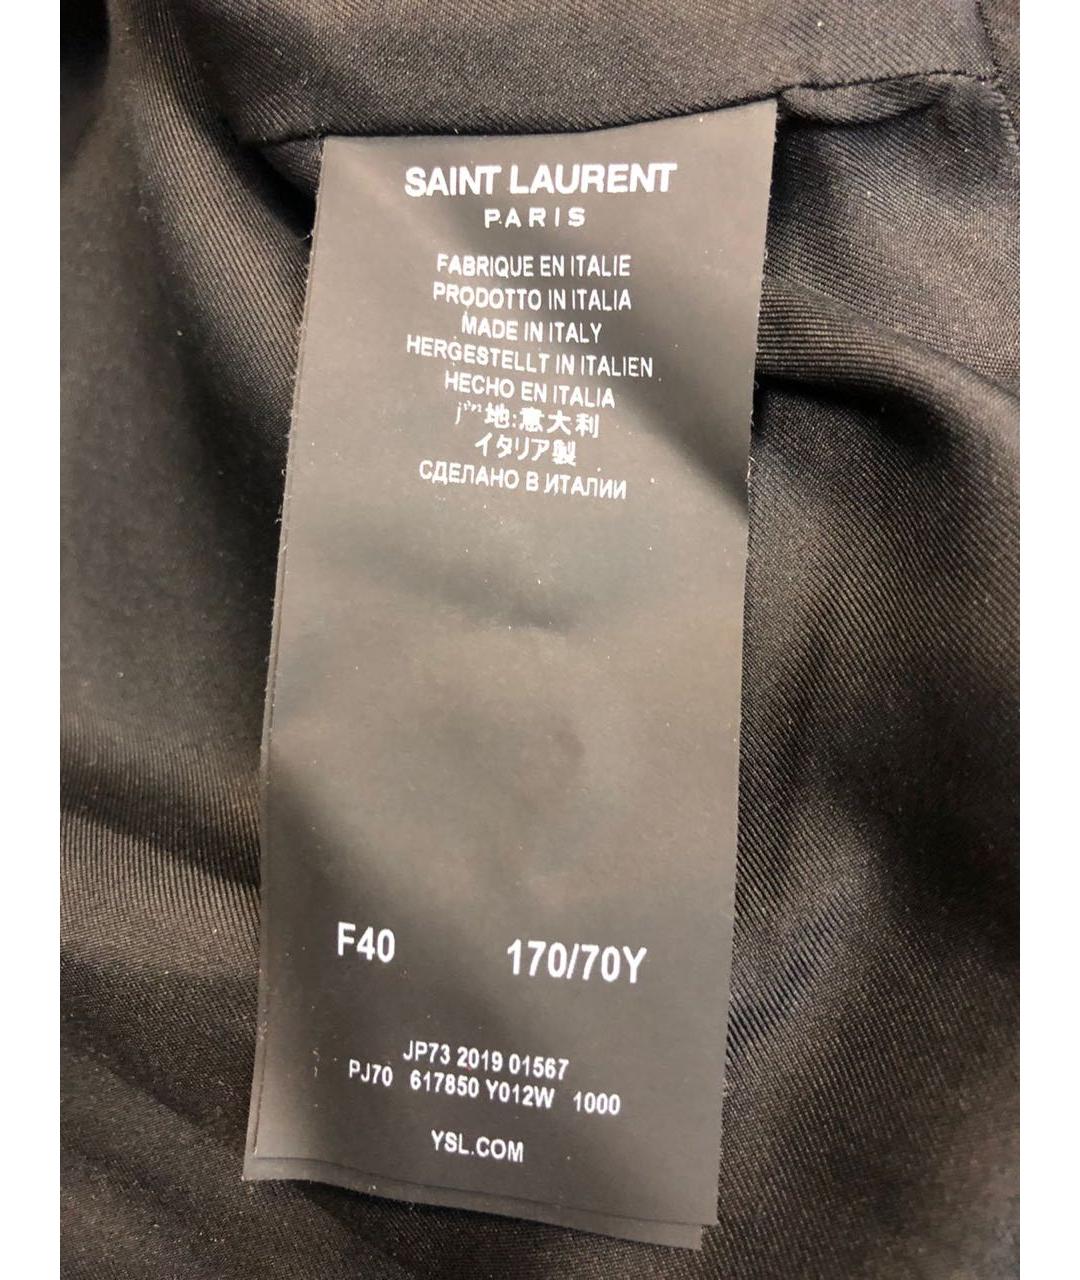 SAINT LAURENT
PARIS
FABRIQUE EN ITALIE
PRODOTTO IN ITALIA
MADE IN ITALY
HERGESTELLT IN ITALIEN
HECHO EN ITALIA
地:意大利
イタリア製
СДЕЛАНО В ИТАЛИИ
F40 170/70Y
JP73 2019 01567
PJ70 617850 Y012W 1000
YSL.COM